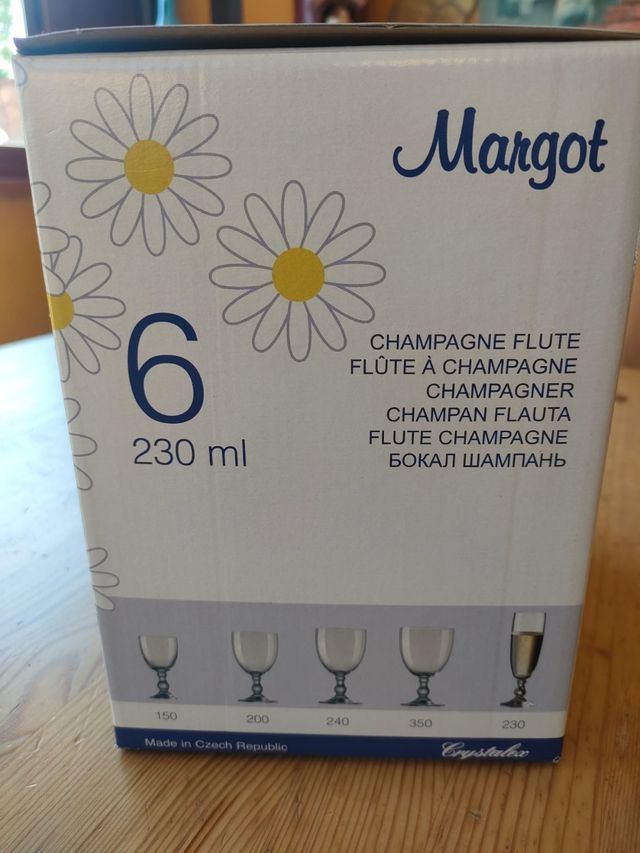 Margot
6
230 ml
CHAMPAGNE FLUTE
FLÛTE À CHAMPAGNE
CHAMPAGNER
CHAMPAN FLAUTA
FLUTE CHAMPAGNE
БОКАЛ ШАМПАНЬ
150 200 240 350 230
Made in Czech Republic Crystalex